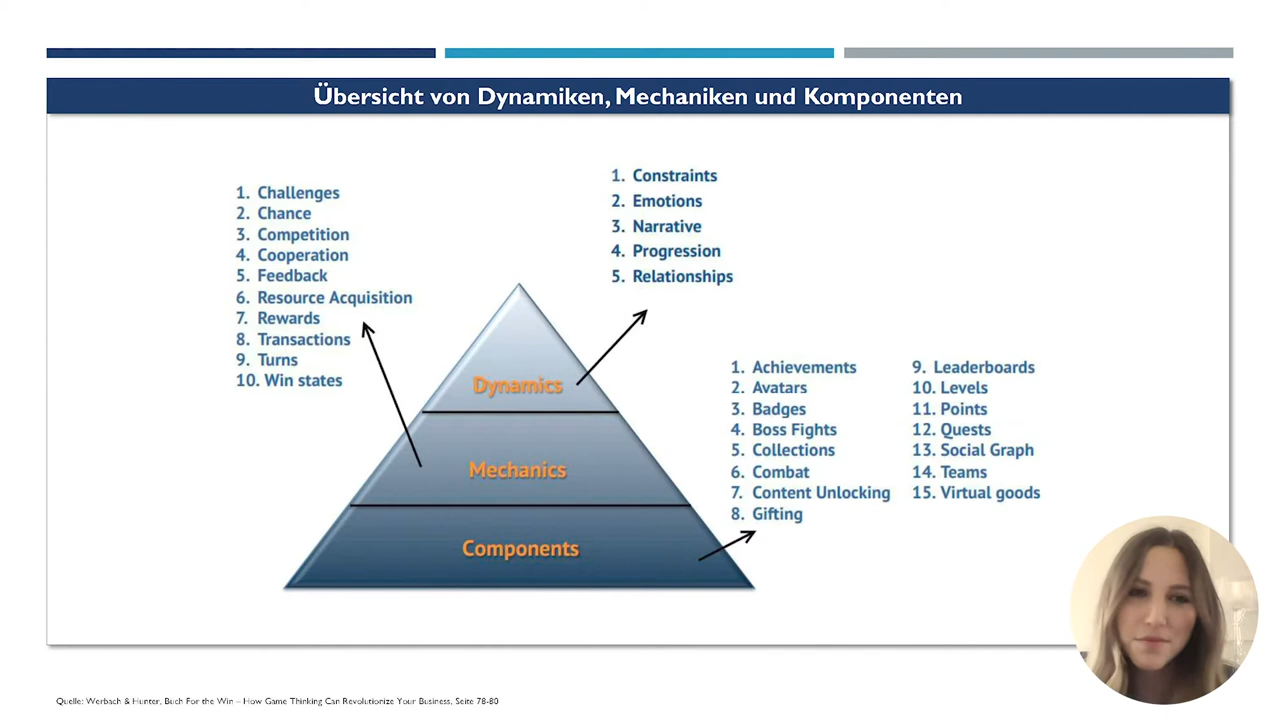 Übersicht von Dynamiken, Mechaniken und Komponenten
1. Challenges
2. Chance
3. Competition
4. Cooperation
5. Feedback
6. Resource Acquisition
7. Rewards
8. Transactions
9. Turns
10. Win states
1. Constraints
2. Emotions
3. Narrative
4. Progression
5. Relationships
Dynamics
Mechanics
Components
1. Achievements
2. Avatars
3. Badges
4. Boss Fights
5. Collections
6. Combat
7. Content Unlocking
8. Gifting
9. Leaderboards
10. Levels
11. Points
12. Quests
13. Social Graph
14. Teams
15. Virtual goods
Quelle: Werbach & Hunter, Buch For the Win – How Game Thinking Can Revolutionize Your Business, Seite 78-80